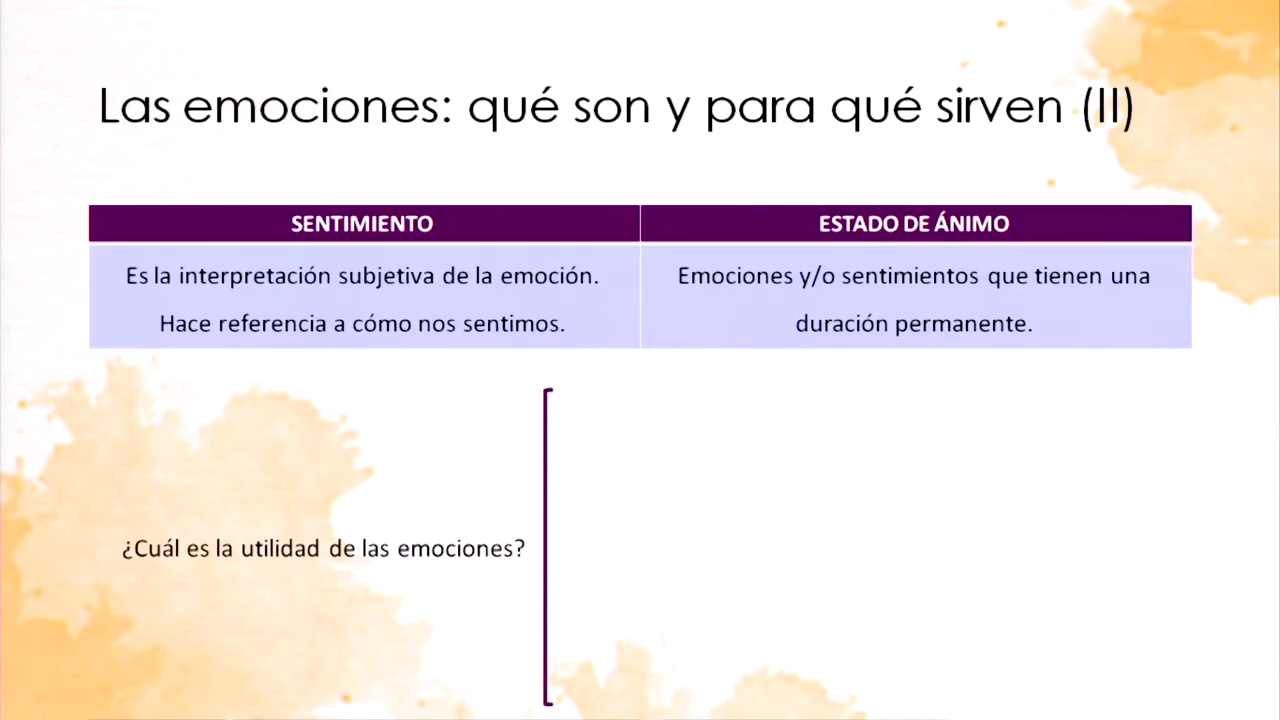 Las emociones: qué son y para qué sirven (II)
SENTIMIENTO
ESTADO DE ÁNIMO
Es la interpretación subjetiva de la emoción.
Hace referencia a cómo nos sentimos.
Emociones y/o sentimientos que tienen una
duración permanente.
¿Cuál es la utilidad de las emociones?